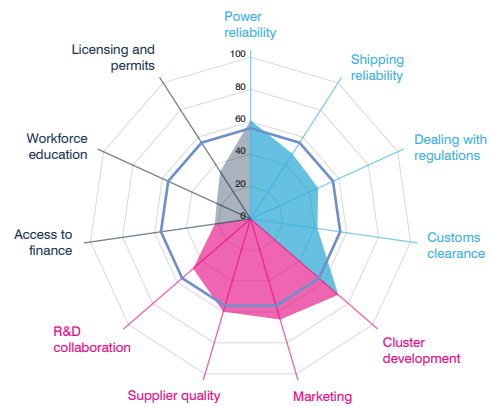 Power
reliability
Licensing and
permits
Shipping
reliability
100
80
60
40
20
0
Workforce
education
Dealing with
regulations
Access to
finance
Customs
clearance
R&D
collaboration
Cluster
development
Supplier quality
Marketing